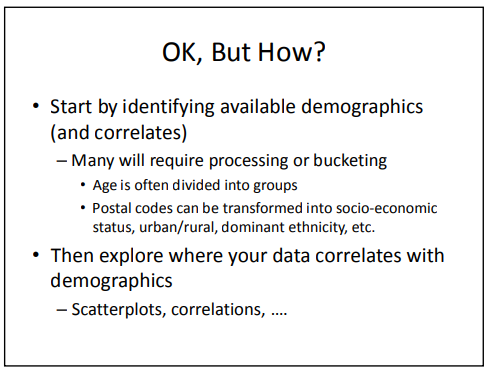 OK, But How?
• Start by identifying available demographics
(and correlates)
– Many will require processing or bucketing
• Age is often divided into groups
• Postal codes can be transformed into socio-economic
status, urban/rural, dominant ethnicity, etc.
• Then explore where your data correlates with
demographics
– Scatterplots, correlations, ....